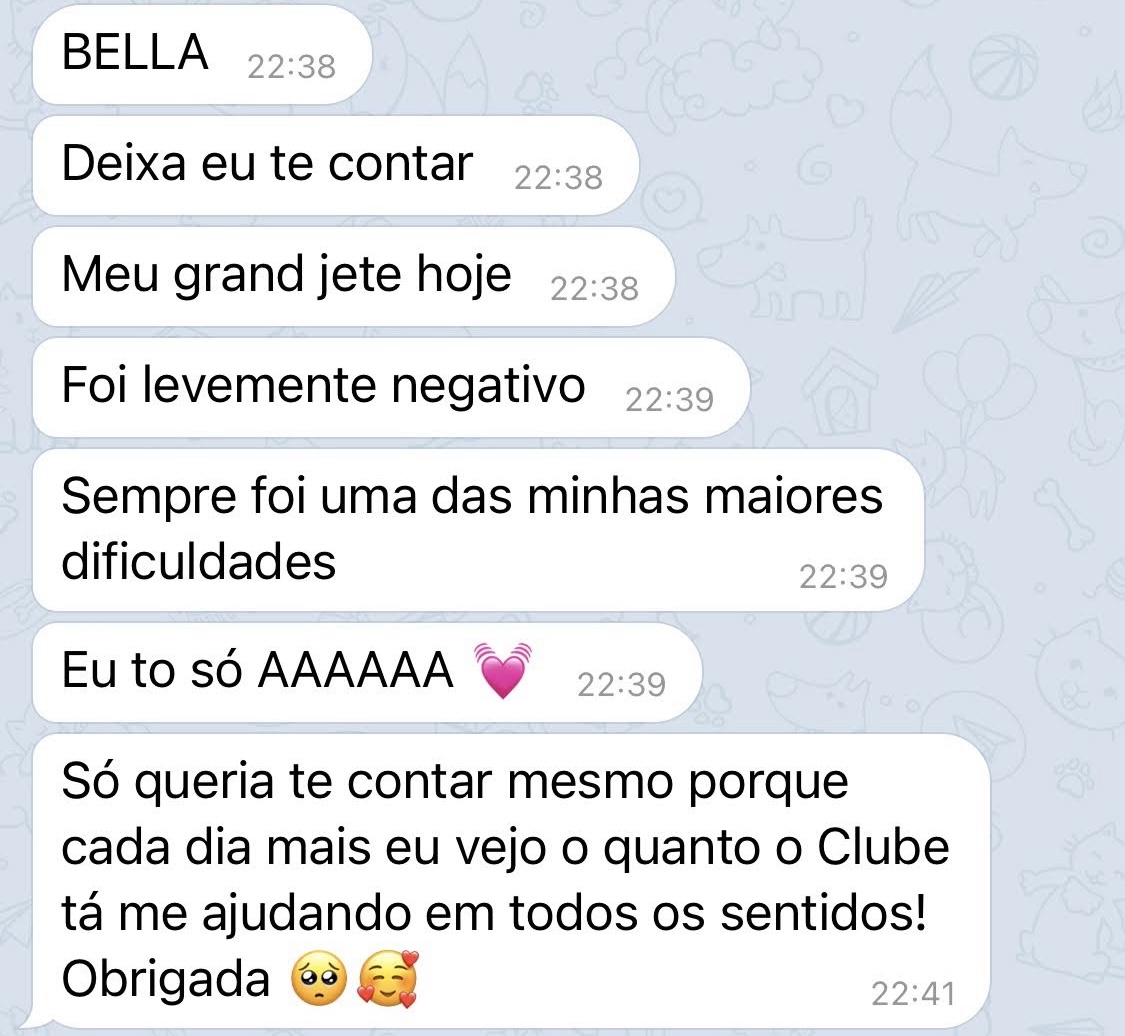 BELLA 22:38
Deixa eu te contar 22:38
Meu grand jete hoje 22:38
Foi levemente negativo 22:39
Sempre foi uma das minhas maiores
dificuldades 22:39
Eu to só AAAAAA 💓 22:39
Só queria te contar mesmo porque
cada dia mais eu vejo o quanto o Clube
tá me ajudando em todos os sentidos!
Obrigada 🥺🥰 22:41